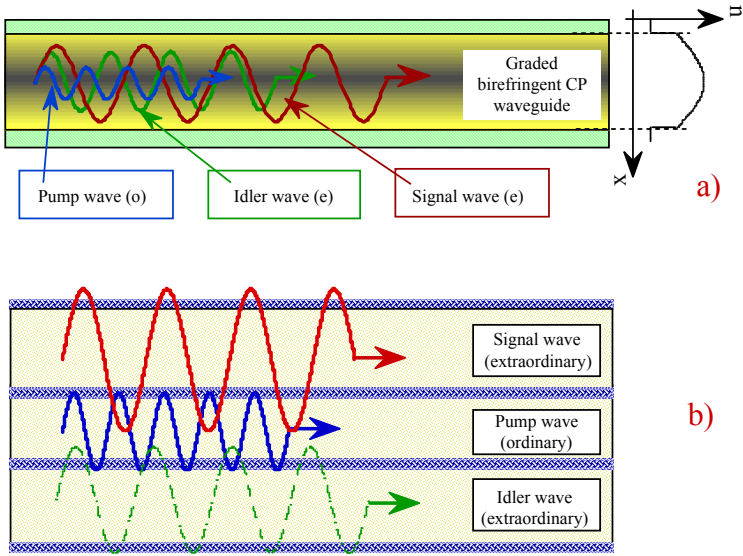 n
Graded
birefringent CP
waveguide
x
Pump wave (o)
Idler wave (e)
Signal wave (e)
a)
Signal wave
(extraordinary)
Pump wave
(ordinary)
b)
Idler wave
(extraordinary)